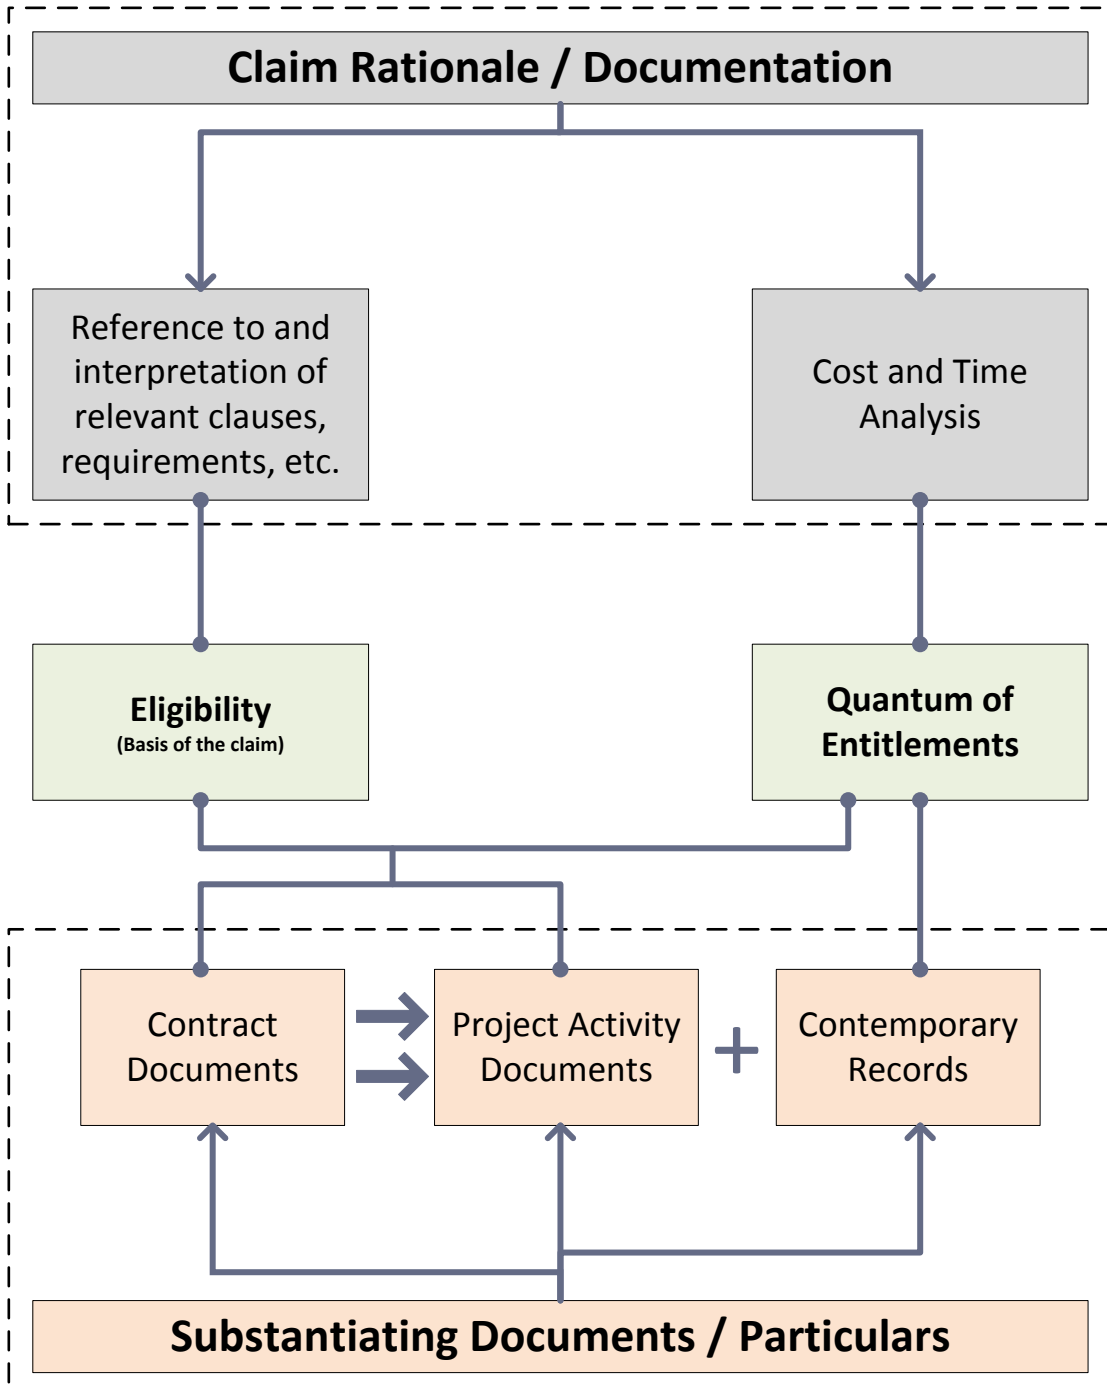 Claim Rationale / Documentation
Reference to and
interpretation of
relevant clauses,
requirements, etc.
Cost and Time
Analysis
Eligibility
(Basis of the claim)
Quantum of
Entitlements
Contract
Documents
Project Activity
Documents
+
Contemporary
Records
Substantiating Documents / Particulars